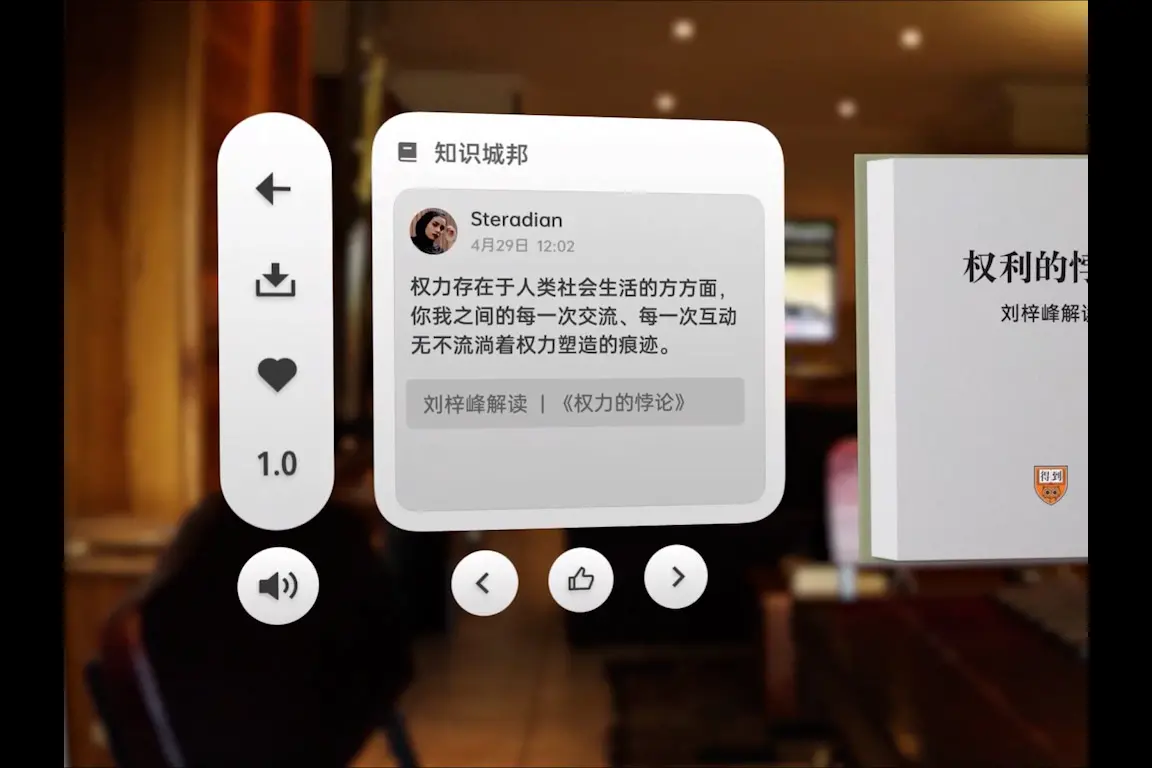 知识城邦
Steradian
4月29日 12:02
权力存在于人类社会生活的方方面，
你我之间的每一次交流、每一次互动
无不流淌着权力塑造的痕迹。
刘梓峰解读 | 《权力的悖论》
1.0
权利的悖
刘梓峰解读
得到